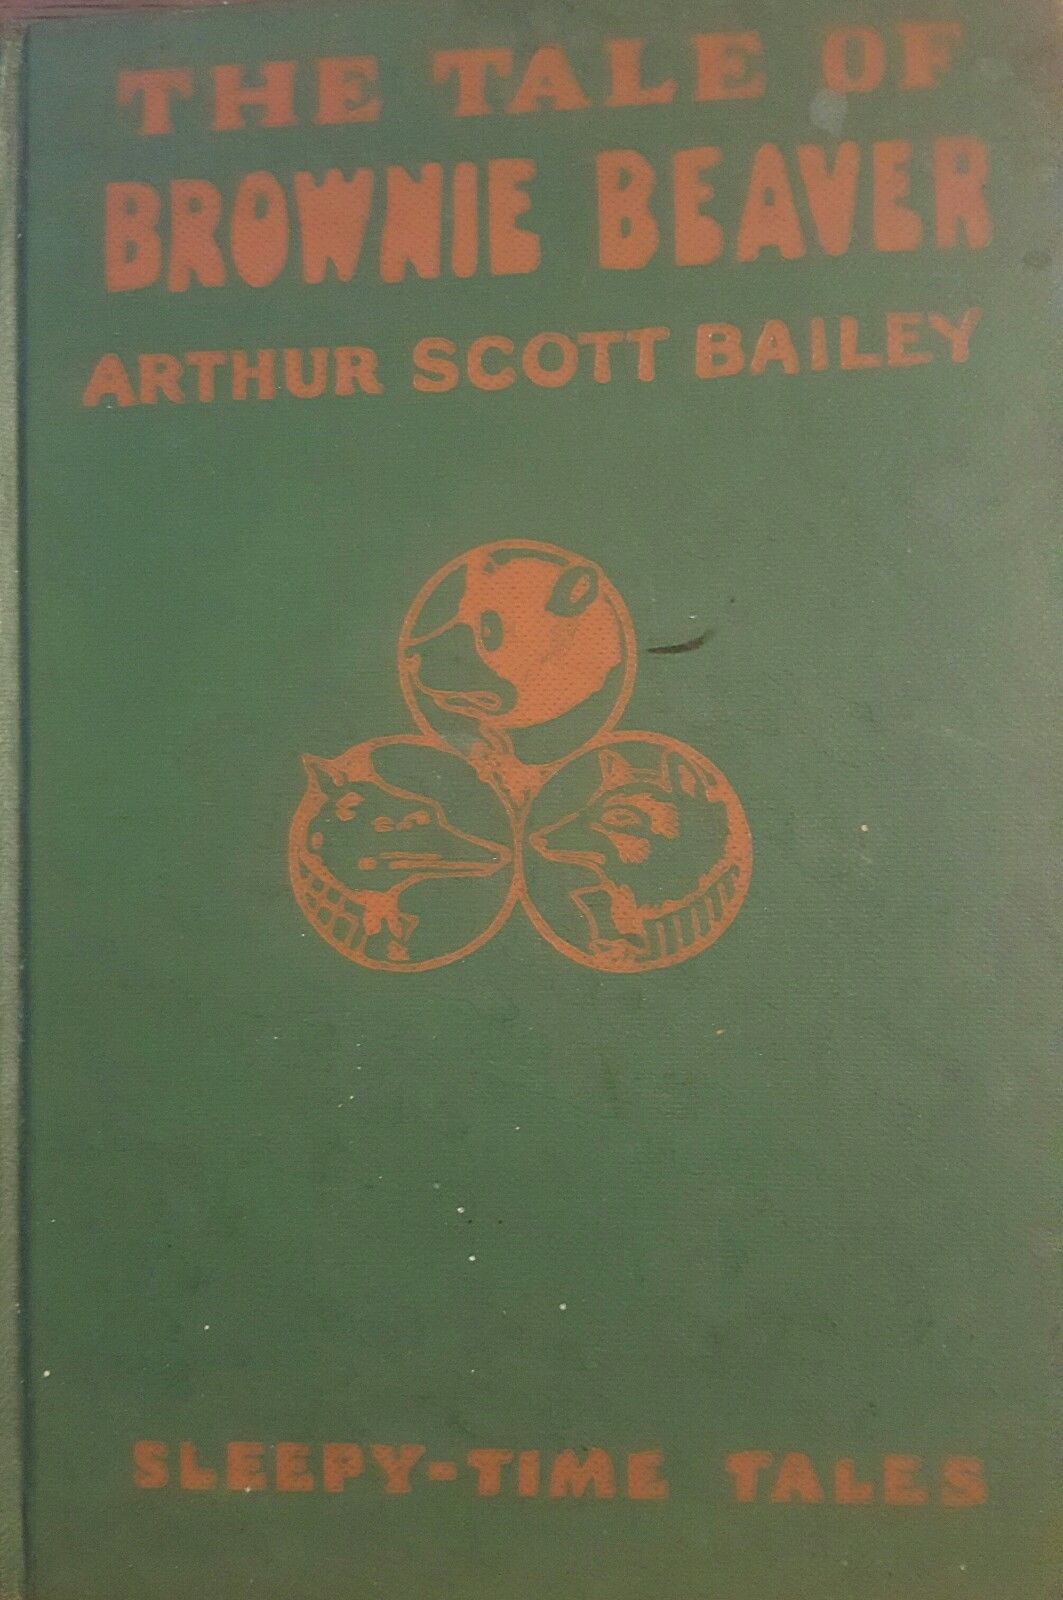 THE TALE OF
BROWNIE BEAVER
ARTHUR SCOTT BAILEY
SLEEPY-TIME TALES